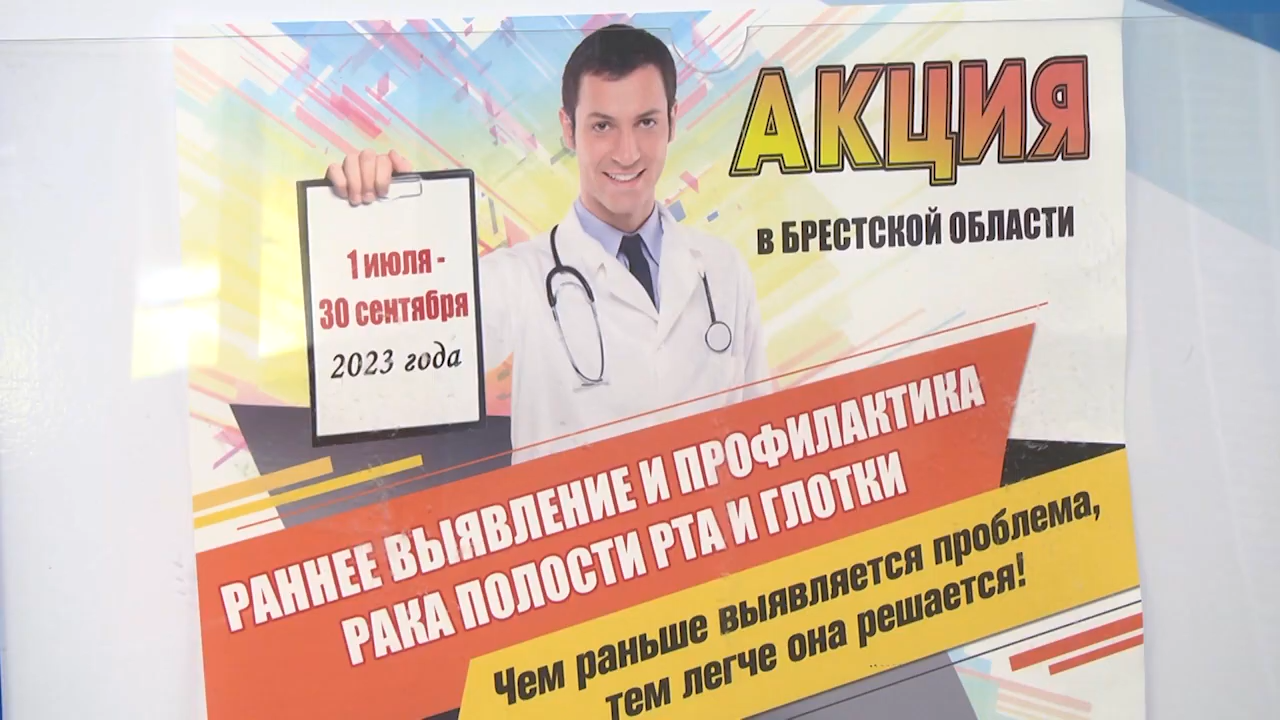 АКЦИЯ
в БРЕСТСКОЙ ОБЛАСТИ
1 июля -
30 сентября
2023 года
РАННЕЕ ВЫЯВЛЕНИЕ И ПРОФИЛАКТИКА
РАКА ПОЛОСТИ РТА И ГЛОТКИ
Чем раньше выявляется проблема,
тем легче она решается!